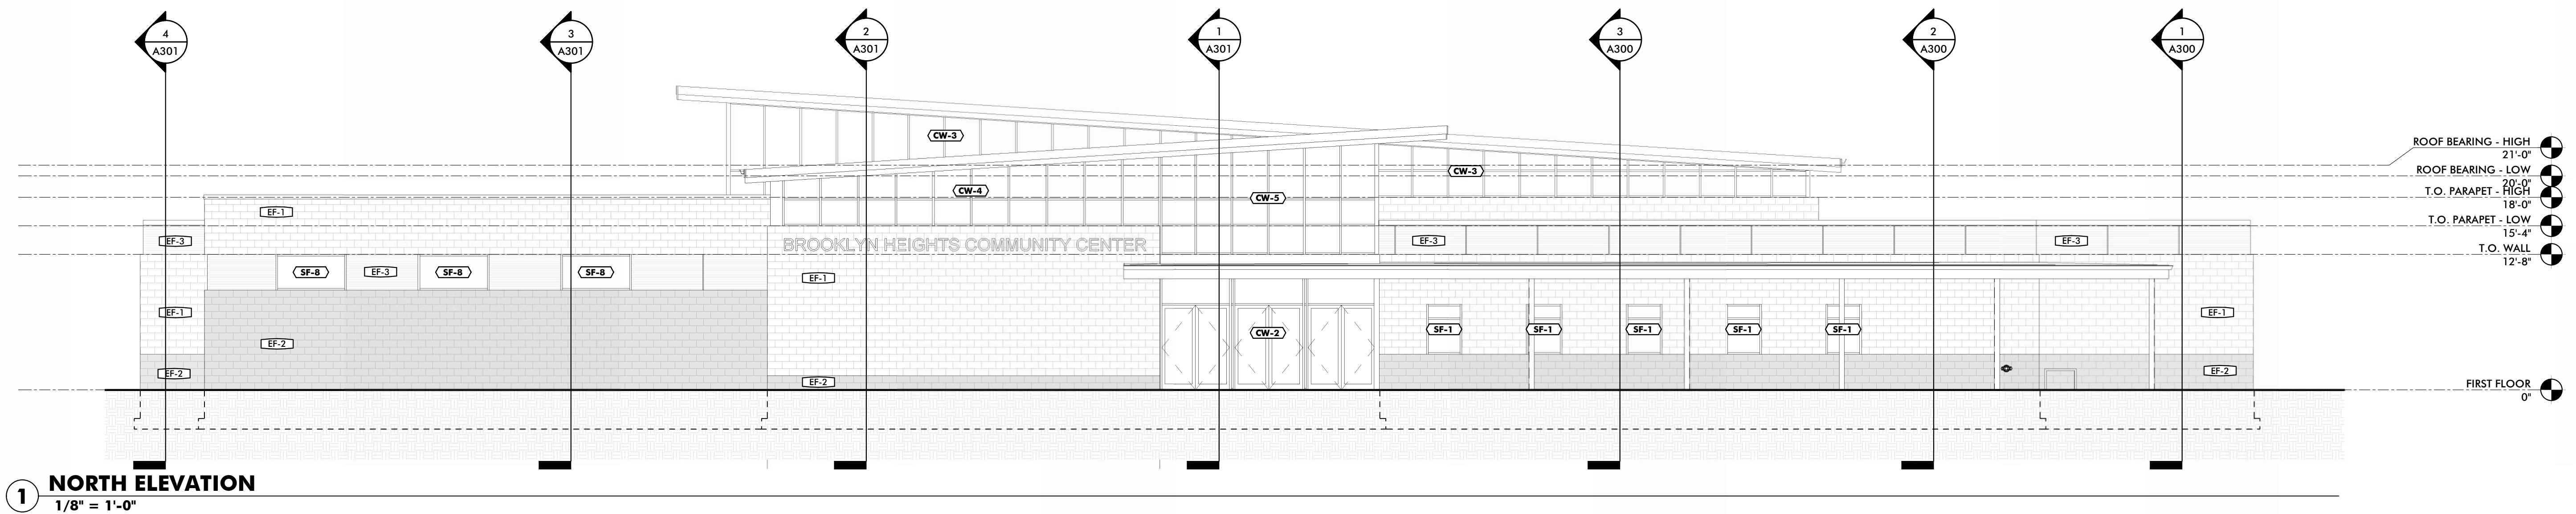 4
A301
3
A301
2
A301
1
A301
3
A300
2
A300
1
A300
ROOF BEARING - HIGH
21'-0"
ROOF BEARING - LOW
20'-0"
T.O. PARAPET - HIGH
18'-0"
T.O. PARAPET - LOW
15'-4"
T.O. WALL
12'-8"
FIRST FLOOR
0"
CW-3
CW-3
CW-4
CW-5
EF-1
EF-3
BROOKLYN HEIGHTS COMMUNITY CENTER
EF-3
EF-3
SF-8
EF-3
SF-8
SF-8
EF-1
EF-1
EF-1
SF-1
SF-1
SF-1
SF-1
SF-1
CW-2
EF-2
EF-2
EF-2
EF-2
1
NORTH ELEVATION
1/8" = 1'-0"